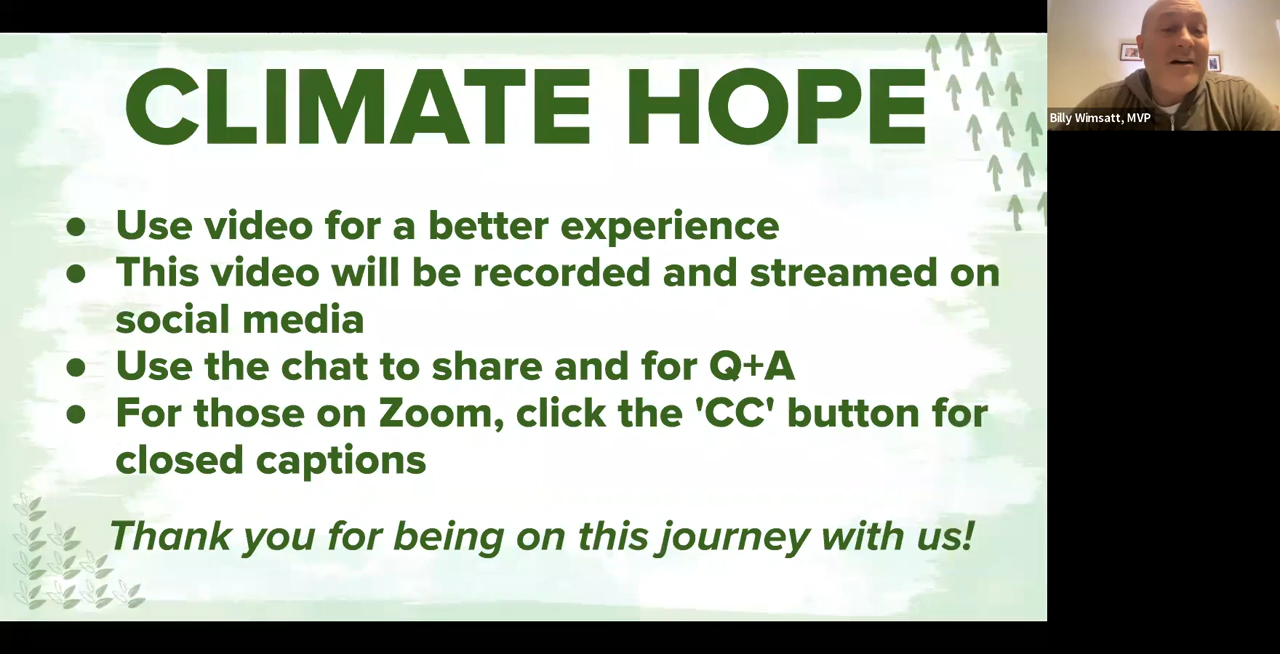 CLIMATE HOPE
● Use video for a better experience
● This video will be recorded and streamed on
social media
● Use the chat to share and for Q+A
● For those on Zoom, click the 'CC' button for
closed captions
Thank you for being on this journey with us!
Billy Wimsatt, MVP